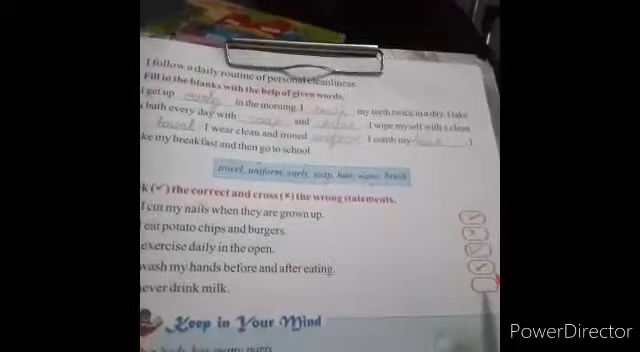 I follow a daily routine of personal cleanliness
Fill in the blanks with the help of given words.
I get up early in the morning. I brush my teeth twice in a day. I take
bath every day with soap and water I wipe myself with a clean
towel I wear clean and ironed uniform I comb my hair I
ke my breakfast and then go to school
towel, uniform, early, soap, hair, water, brush
k (✓) the correct and cross (×) the wrong statements.
I cut my nails when they are grown up.
eat potato chips and burgers.
exercise daily in the open.
wash my hands before and after eating.
ever drink milk.
Keep in Your Mind
body has many parts
PowerDirector